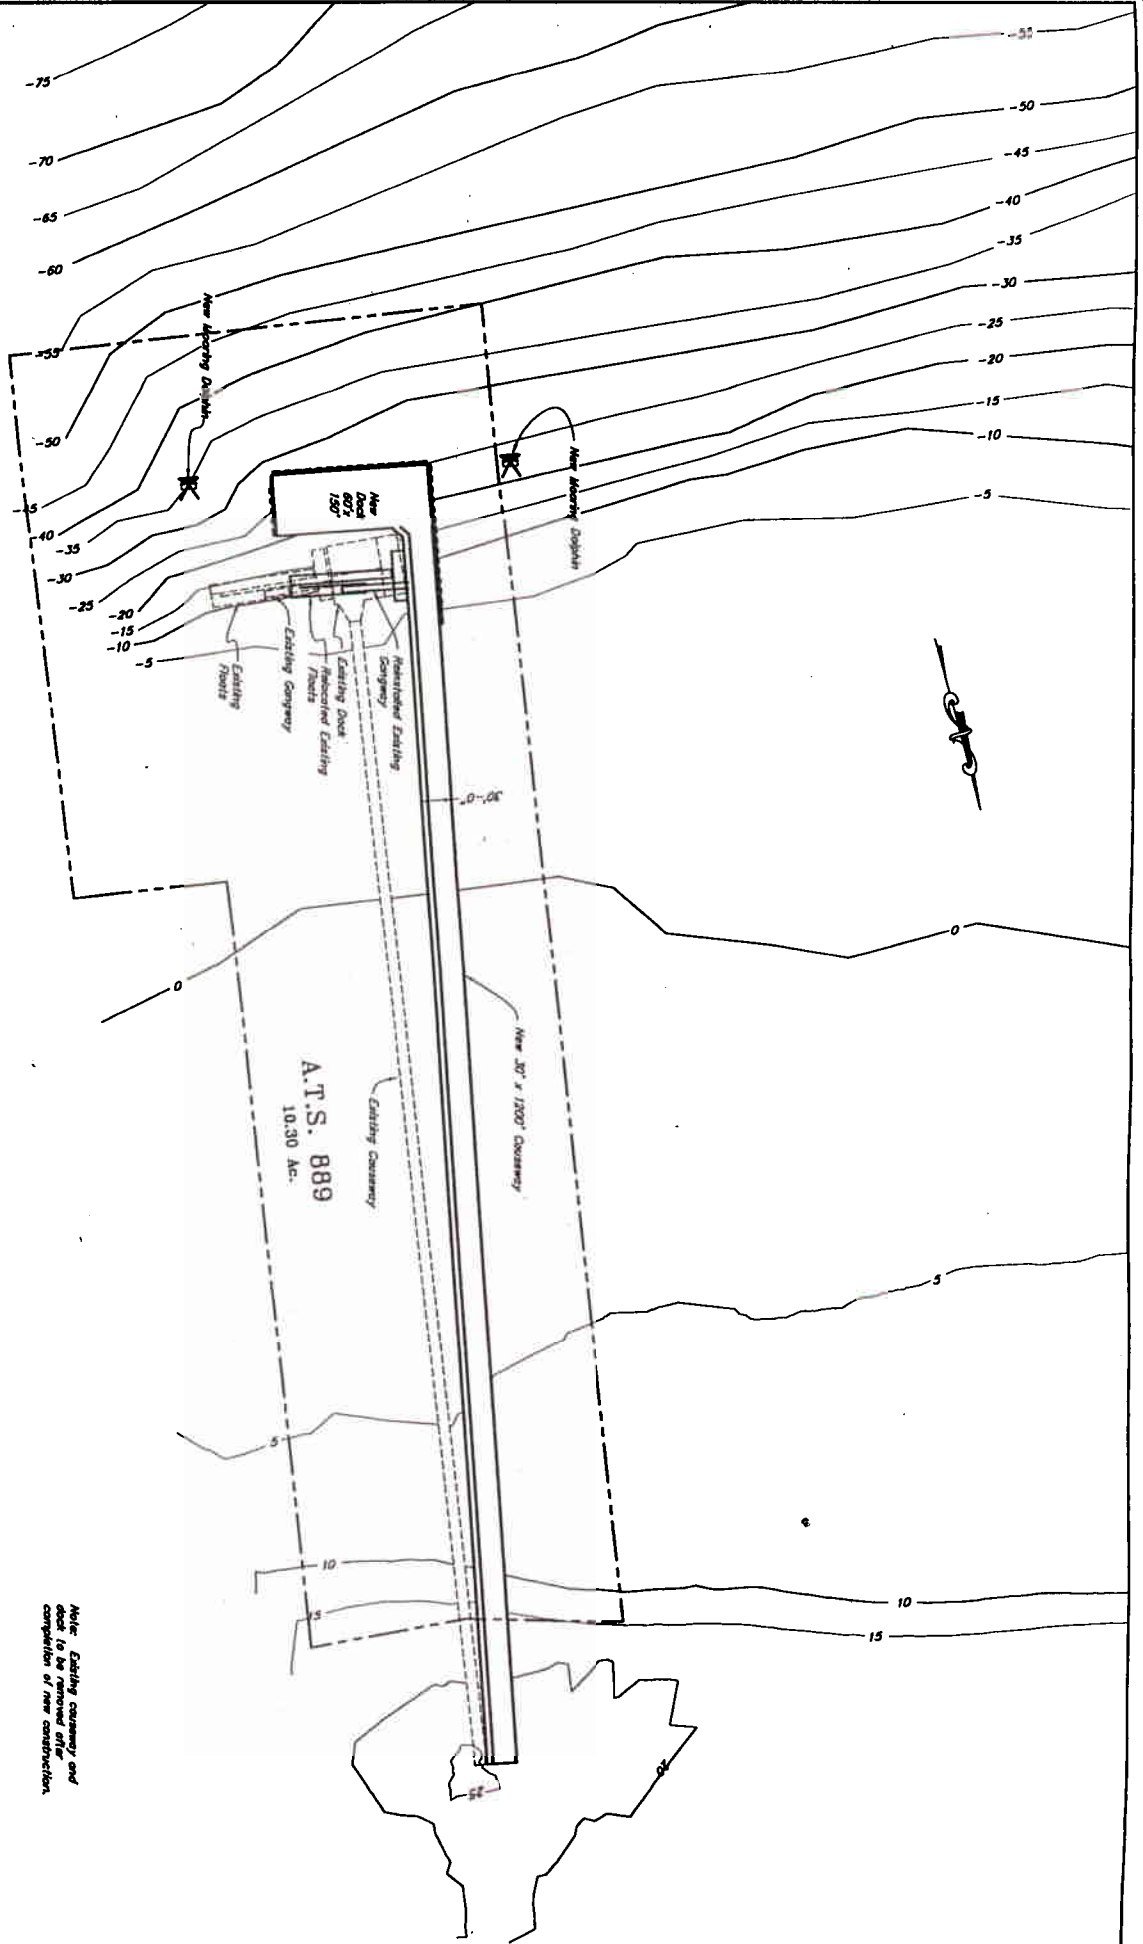 -55
-50
-45
-40
-35
-30
-25
-20
-15
-10
-5
-75
-70
-65
-60
-55
-50
-45
-40
-35
-30
-25
-20
-15
-10
-5
New Mooring Dolphin
New Mooring Dolphin
New
Dock
60'x
150'
Reinstalled Existing
Gangway
Relocated Existing
Floats
Existing Dock
Existing Gangway
Existing
Floats
30'-0"
0
0
New 30' x 1200' Causeway
Existing Causeway
A.T.S. 889
10.30 Ac.
5
5
10
10
15
15
20
25
Note: Existing causeway and
dock to be removed after
completion of new construction.